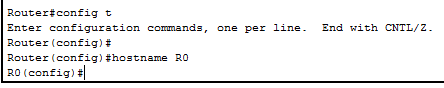 Router#config t
Enter configuration commands, one per line.  End with CNTL/Z.
Router(config)#
Router(config)#hostname R0
R0(config)#